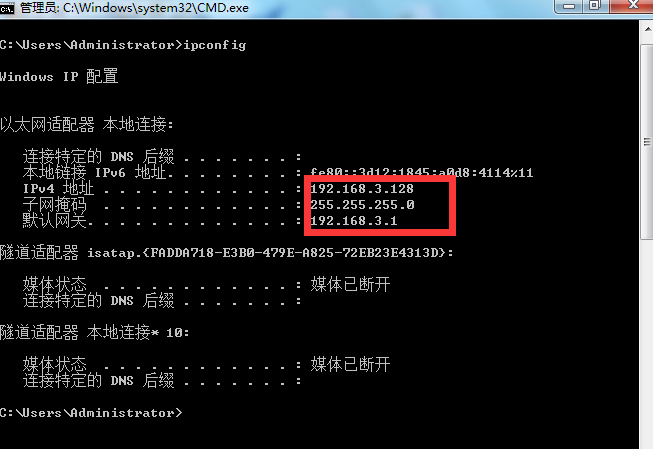 管理员: C:\Windows\system32\CMD.exe
C:\Users\Administrator>ipconfig
Windows IP 配置
以太网适配器 本地连接:
连接特定的 DNS 后缀 . . . . . . . :
本地链接 IPv6 地址. . . . . . . . : fe80::3d12:1845:a0d8:4114%11
IPv4 地址 . . . . . . . . . . . . : 192.168.3.128
子网掩码  . . . . . . . . . . . . : 255.255.255.0
默认网关. . . . . . . . . . . . . : 192.168.3.1
隧道适配器 isatap.{FADDA718-E3B0-479E-A825-72EB23E4313D}:
媒体状态  . . . . . . . . . . . . : 媒体已断开
连接特定的 DNS 后缀 . . . . . . . :
隧道适配器 本地连接* 10:
媒体状态  . . . . . . . . . . . . : 媒体已断开
连接特定的 DNS 后缀 . . . . . . . :
C:\Users\Administrator>